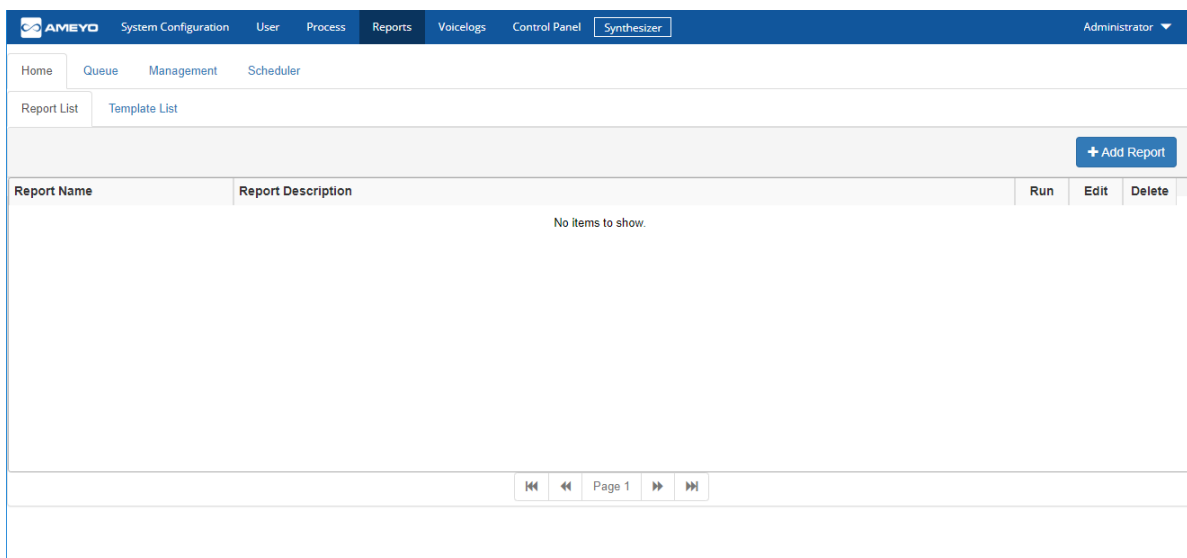 AMEYO System Configuration User Process Reports Voicelogs Control Panel Synthesizer Administrator
Home Queue Management Scheduler
Report List Template List
+ Add Report
Report Name Report Description Run Edit Delete
No items to show.
Page 1